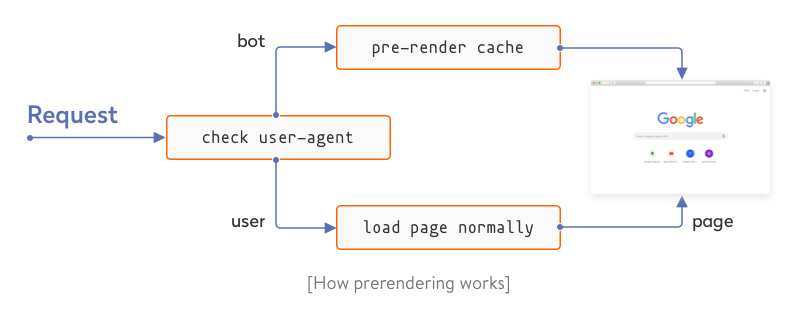 bot
pre-render cache
Request
check user-agent
Google
user
load page normally
page
[How prerendering works]